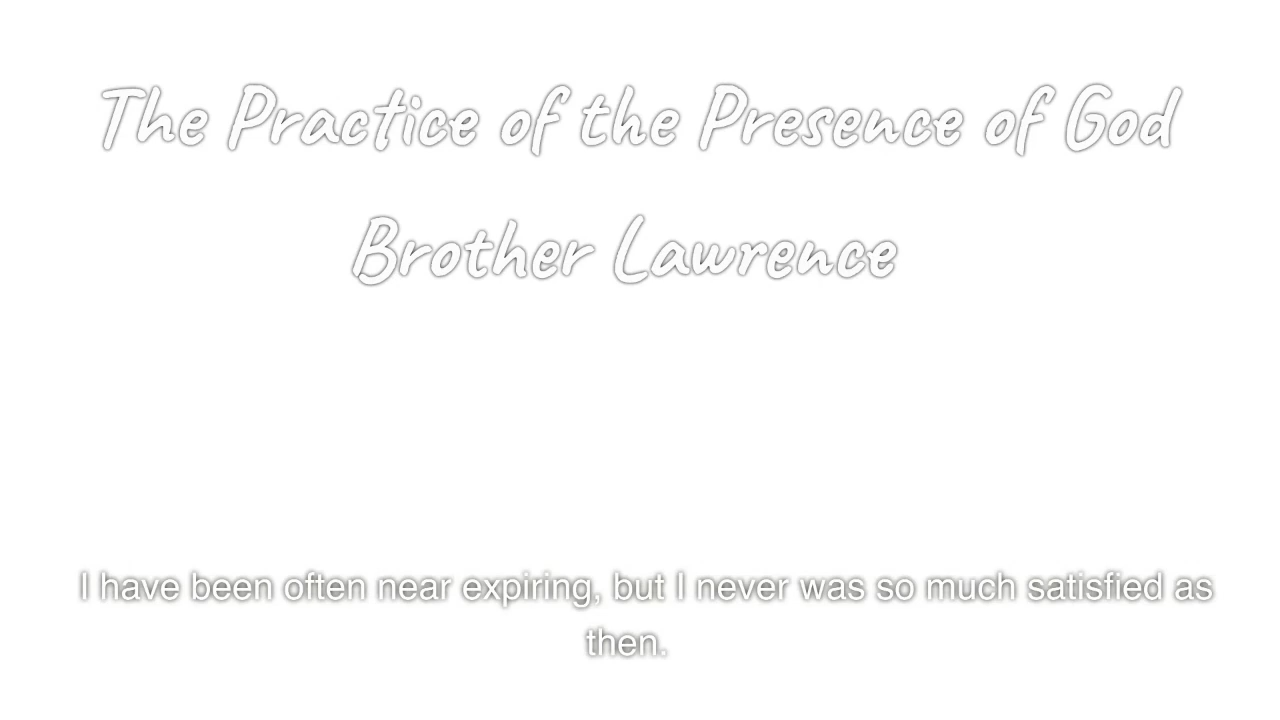 The Practice of the Presence of God
Brother Lawrence
I have been often near expiring, but I never was so much satisfied as
then.